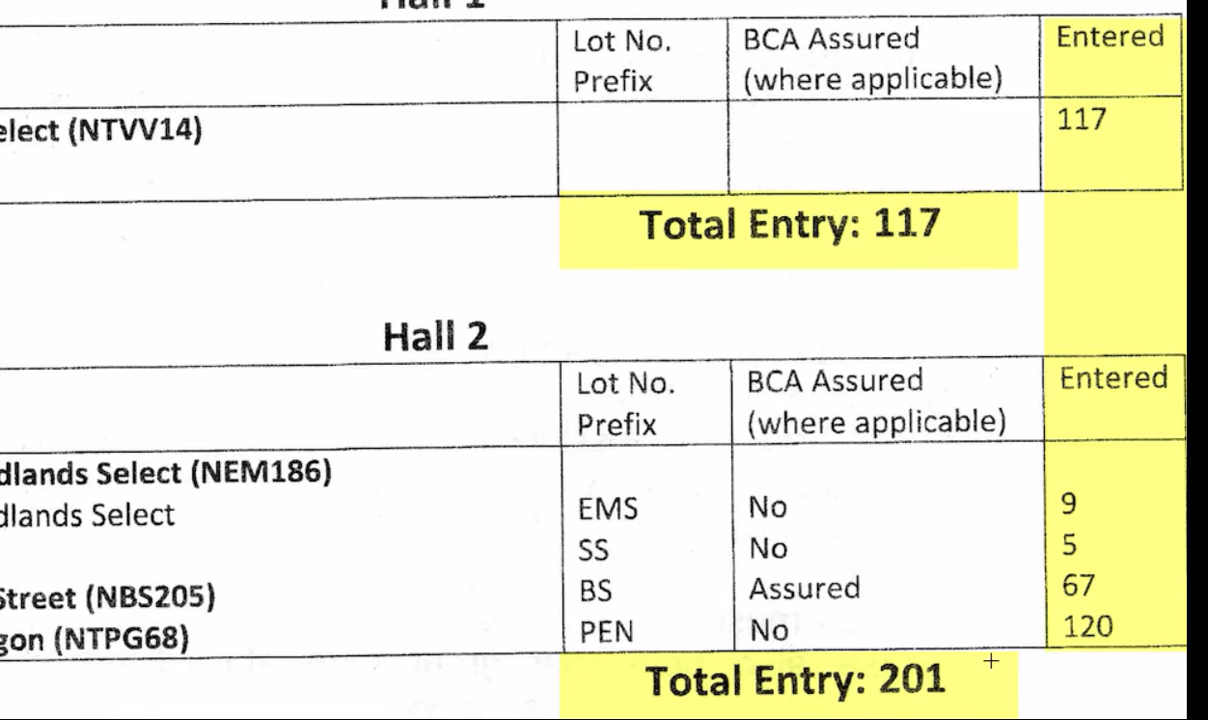 Hall 1
Lot No. Prefix BCA Assured (where applicable) Entered
elect (NTVV14) 117
Total Entry: 117
Hall 2
Lot No. Prefix BCA Assured (where applicable) Entered
dlands Select (NEM186)
dlands Select EMS No 9
SS No 5
Street (NBS205) BS Assured 67
gon (NTPG68) PEN No 120
Total Entry: 201